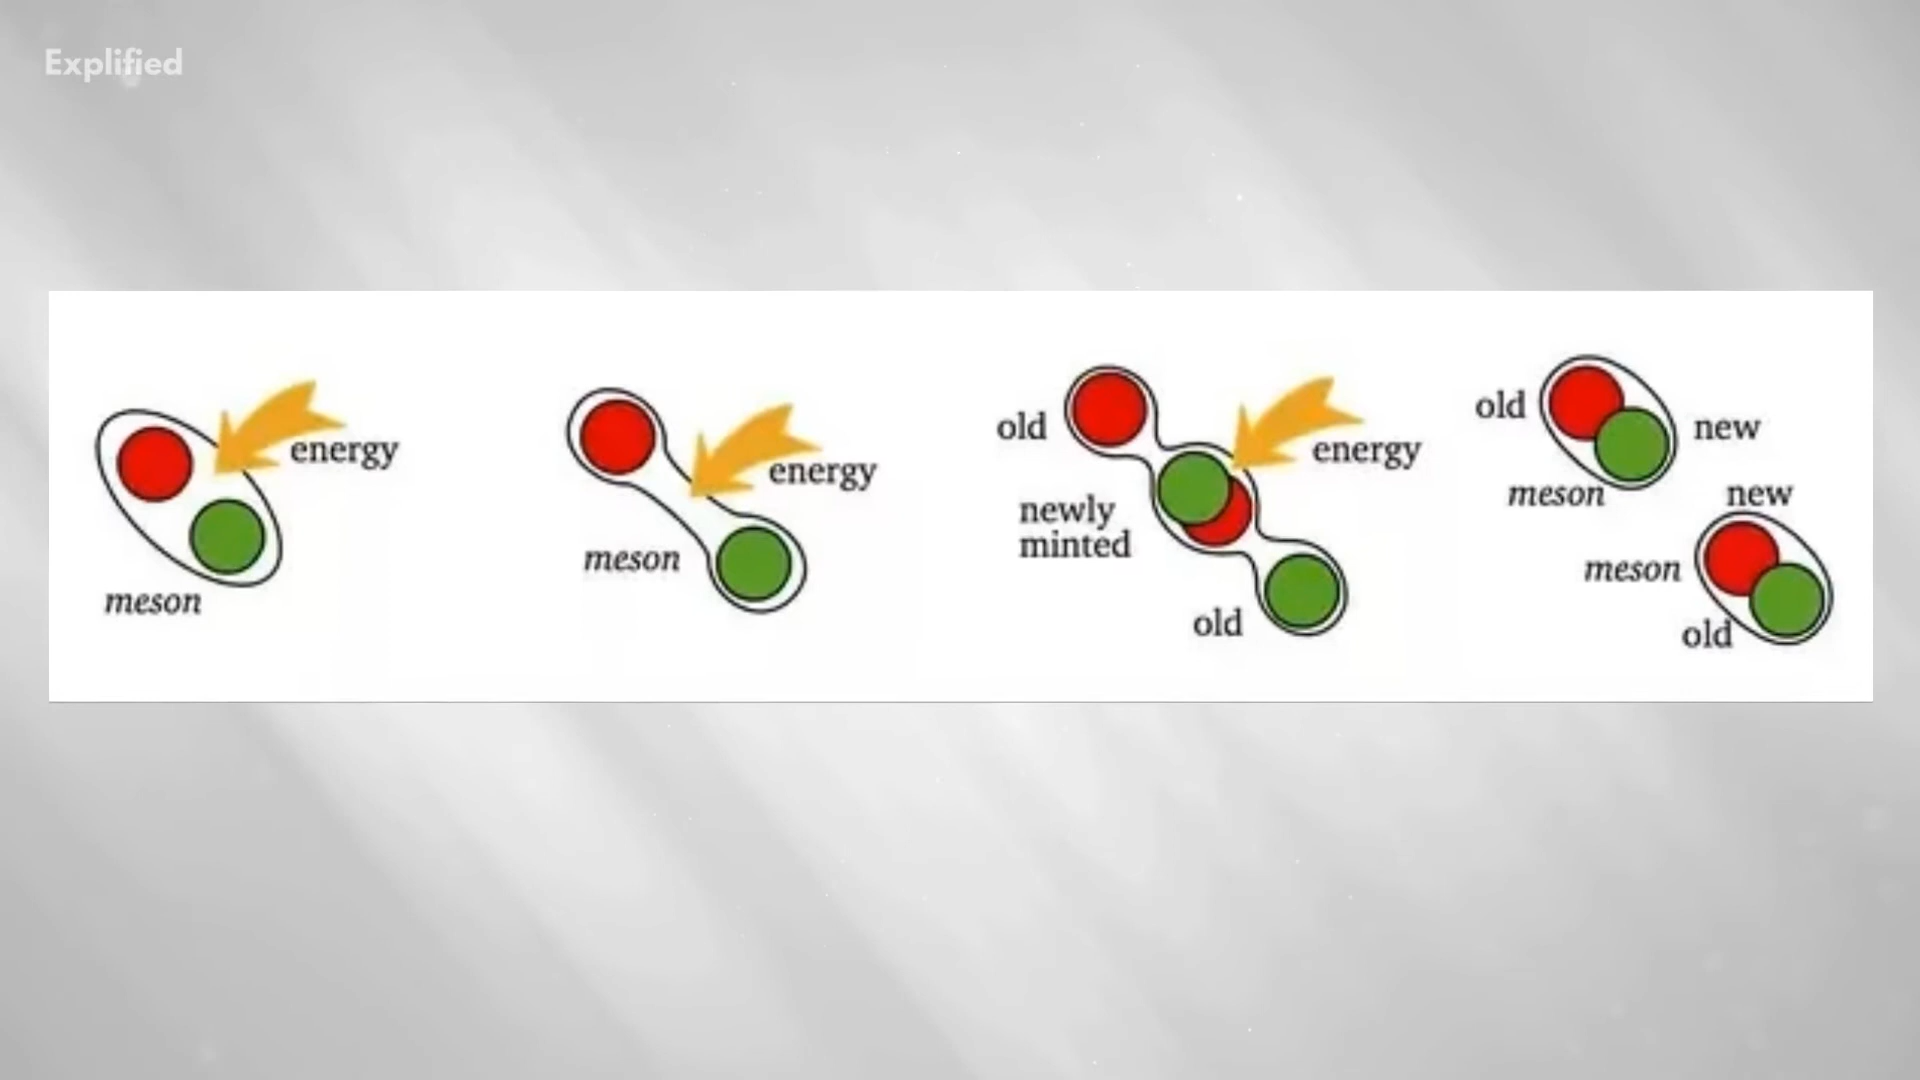 Explified
energy
meson
energy
meson
old
energy
newly
minted
old
old
new
meson
new
meson
old